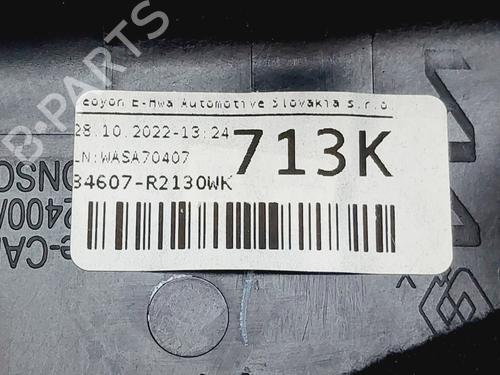 Seoyon E-Hwa Automotive Slovakia s.r.o.
28.10.2022-13:24
713K
LN:WASA70407
84607-R2130WK
B-PARTS